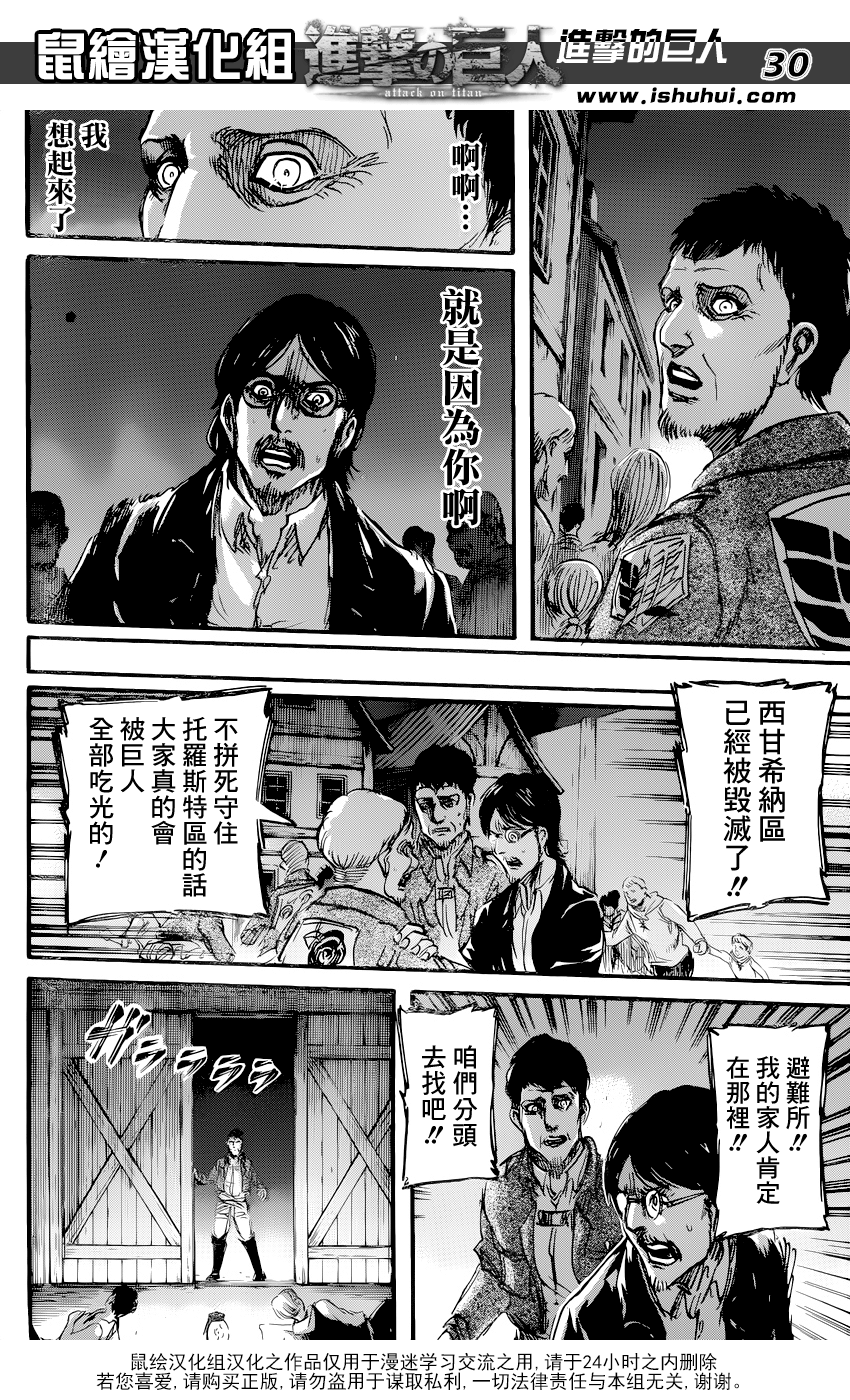 鼠繪漢化組
進撃の巨人
attack on titan
進擊的巨人
www.ishuhui.com
30
啊啊…
我
想起來了
就是因為你啊
西甘希納區
已經被毀滅了!!
不拼死守住
托羅斯特區的話
大家真的會
被巨人
全部吃光的!
避難所!!
我的家人肯定
在那裡!!
咱們分頭
去找吧!!
ガラララ
鼠绘汉化组汉化之作品仅用于漫迷学习交流之用, 请于24小时之内删除
若您喜爱, 请购买正版, 请勿用于谋取私利, 一切法律责任与本组无关, 谢谢。